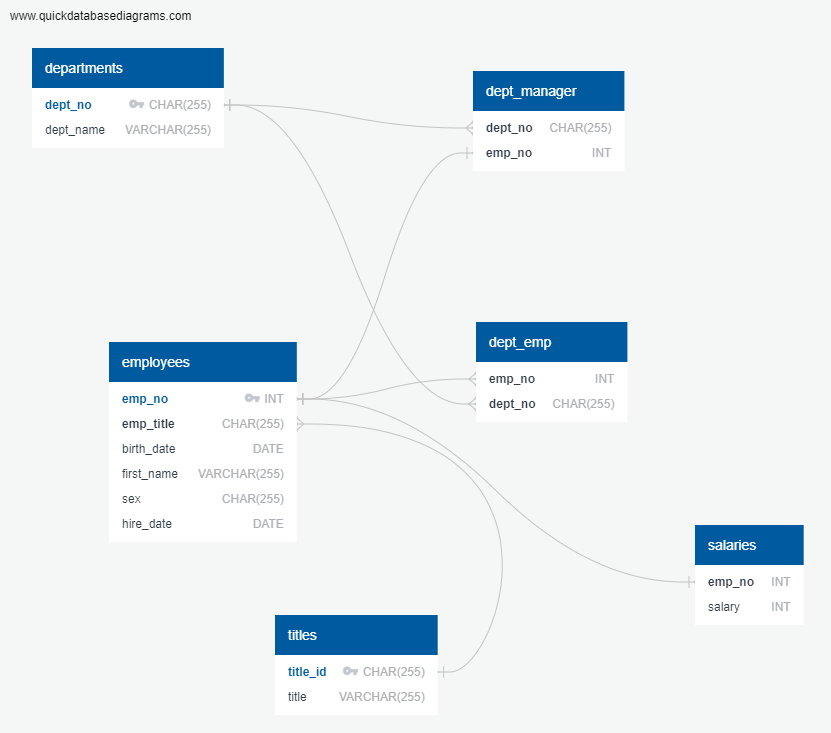 www.quickdatabasediagrams.com
departments
dept_no CHAR(255)
dept_name VARCHAR(255)
dept_manager
dept_no CHAR(255)
emp_no INT
employees
emp_no INT
emp_title CHAR(255)
birth_date DATE
first_name VARCHAR(255)
sex CHAR(255)
hire_date DATE
dept_emp
emp_no INT
dept_no CHAR(255)
salaries
emp_no INT
salary INT
titles
title_id CHAR(255)
title VARCHAR(255)